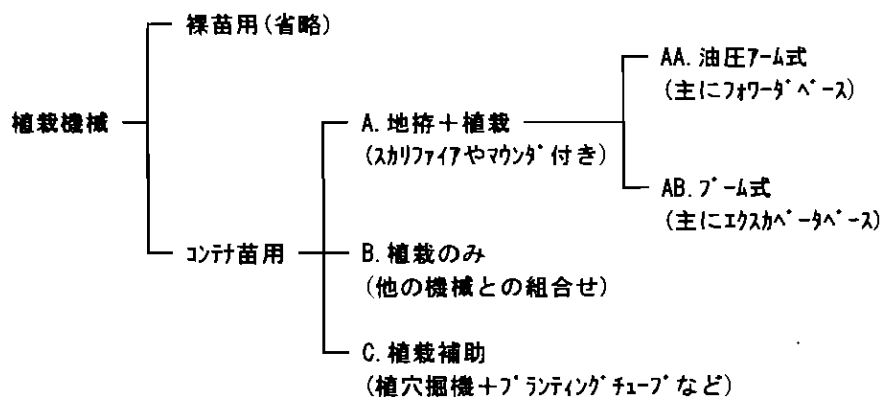 植栽機械
裸苗用(省略)
コンテナ苗用
A.地拵+植栽
(スカリファイアやマウンダ付き)
B.植栽のみ
(他の機械との組合せ)
C.植栽補助
(植穴掘機+プランティングチューブなど)
AA.油圧アーム式
(主にフォワーダベース)
AB.ブーム式
(主にエクスカベータベース)